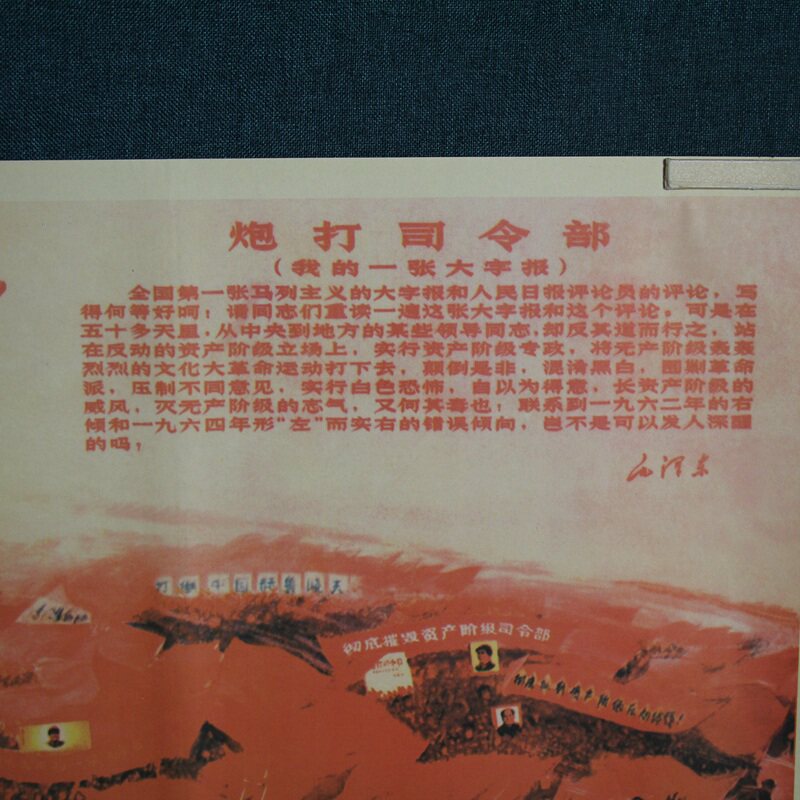 炮打司令部
（我的一张大字报）
全国第一张马列主义的大字报和人民日报评论员的评论，写
得何等好呵！请同志们重读一遍这张大字报和这个评论。可是在
五十多天里，从中央到地方的某些领导同志，却反其道而行之，站
在反动的资产阶级立场上，实行资产阶级专政，将无产阶级轰轰
烈烈的文化大革命运动打下去，颠倒是非，混淆黑白，围剿革命
派，压制不同意见，实行白色恐怖，自以为得意，长资产阶级的
威风，灭无产阶级的志气，又何其毒也！联系到一九六二年的右
倾和一九六四年形“左”而实右的错误倾向，岂不是可以发人深醒
的吗？
毛泽东
彻底摧毁资产阶级司令部